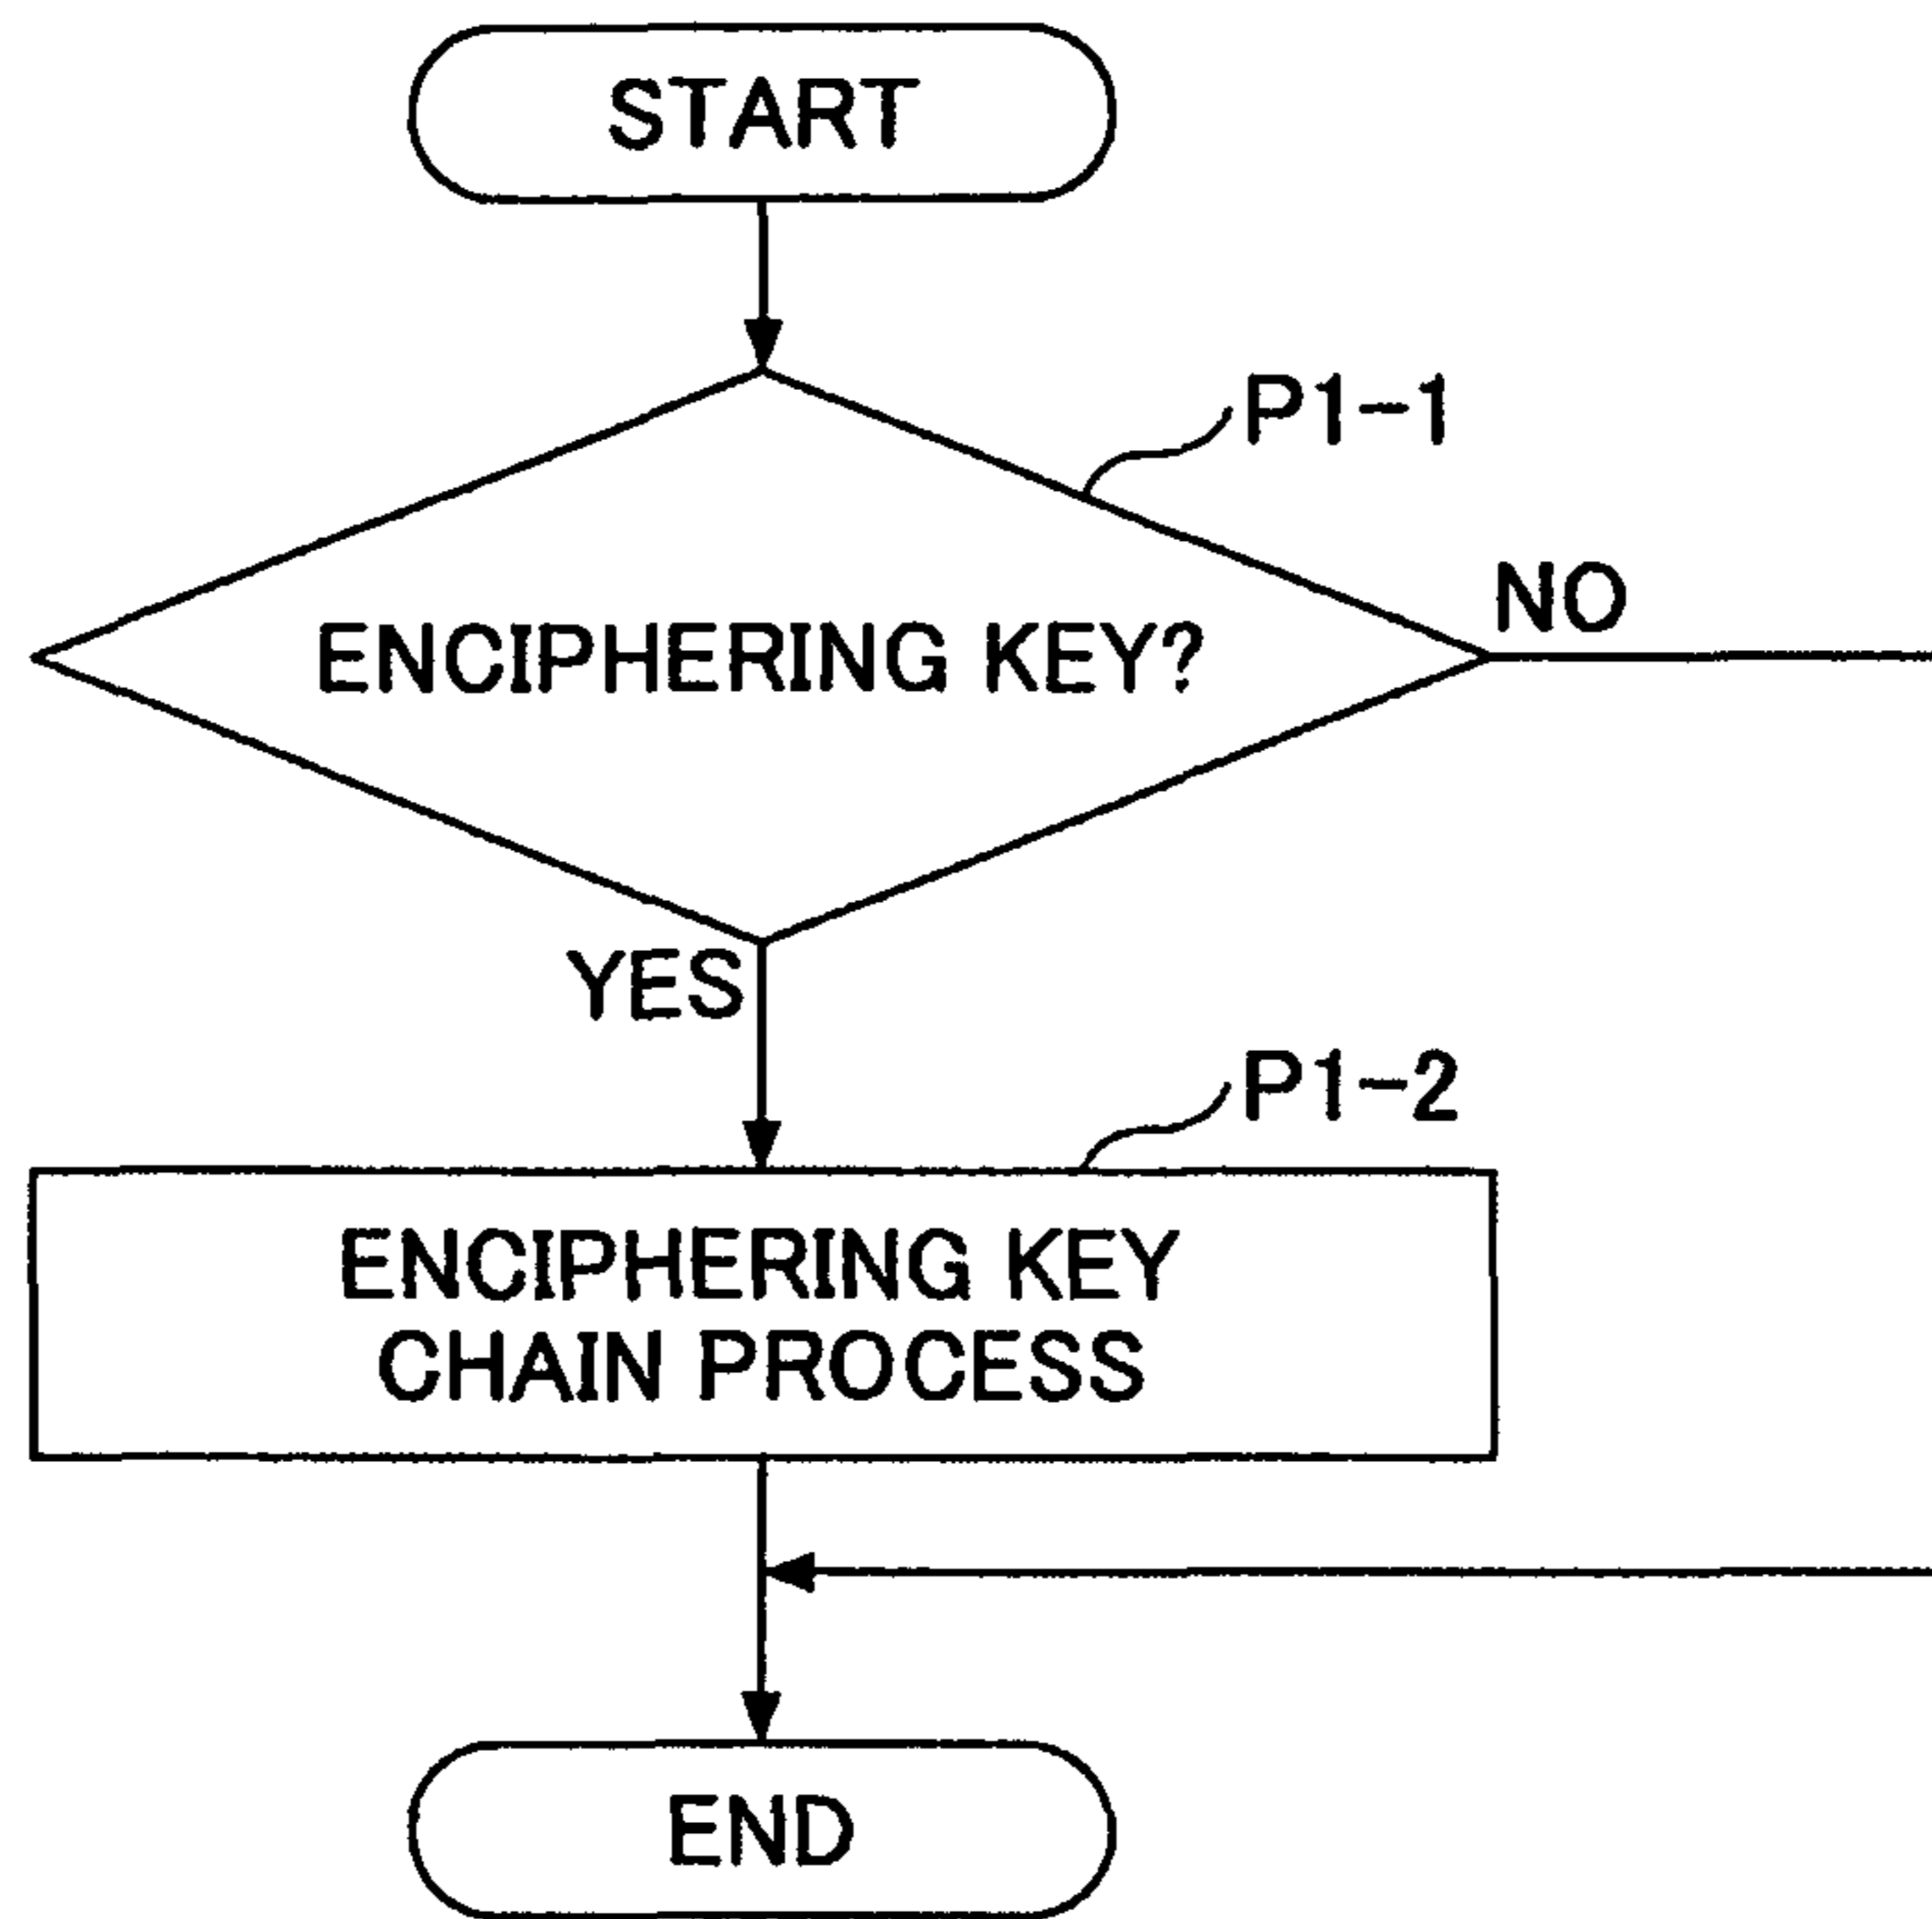 START
P1-1
ENCIPHERING KEY?
NO
YES
P1-2
ENCIPHERING KEY
CHAIN PROCESS
END